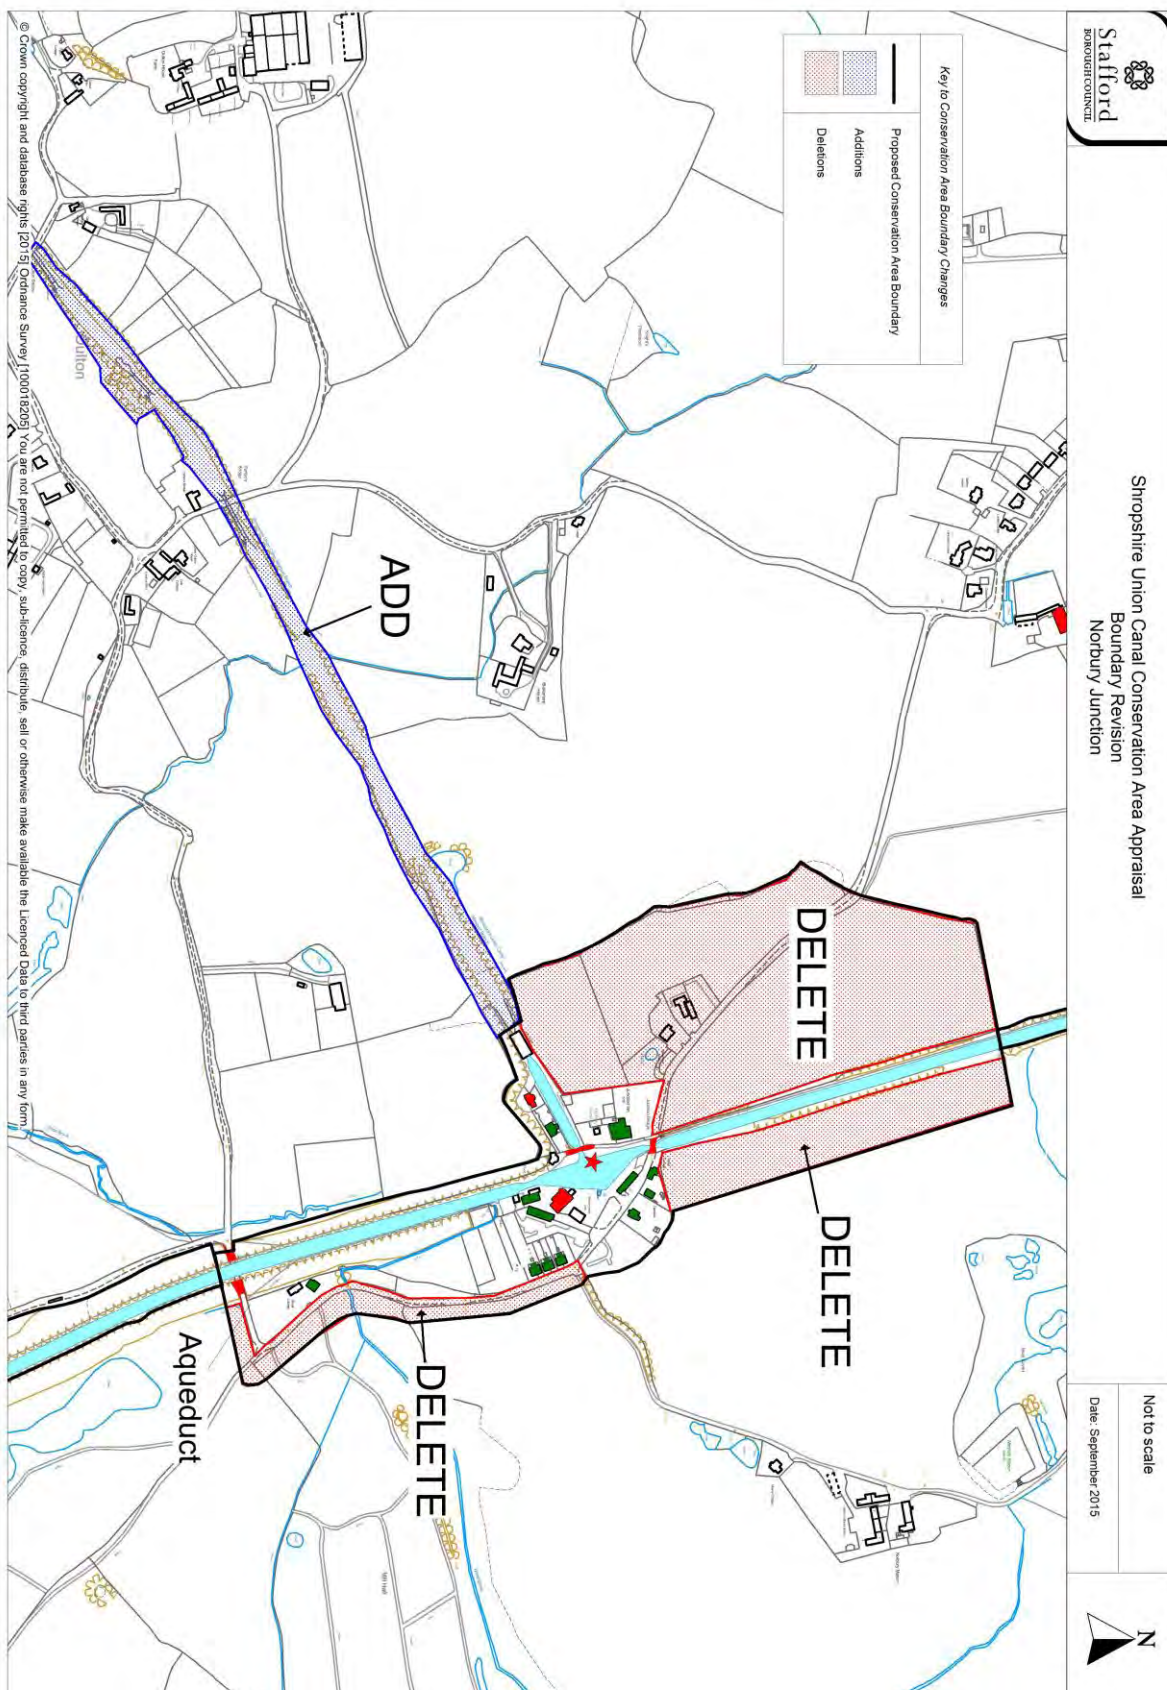 Stafford
BOROUGH COUNCIL
Shropshire Union Canal Conservation Area Appraisal
Boundary Revision
Norbury Junction
Not to scale
Date: September 2015
N
Key to Conservation Area Boundary Changes
Proposed Conservation Area Boundary
Additions
Deletions
DELETE
DELETE
ADD
DELETE
Aqueduct
Oulton
Mill Hall
© Crown copyright and database rights [2015] Ordnance Survey [100018205] You are not permitted to copy, sub-licence, distribute, sell or otherwise make available the Licenced Data to third parties in any form